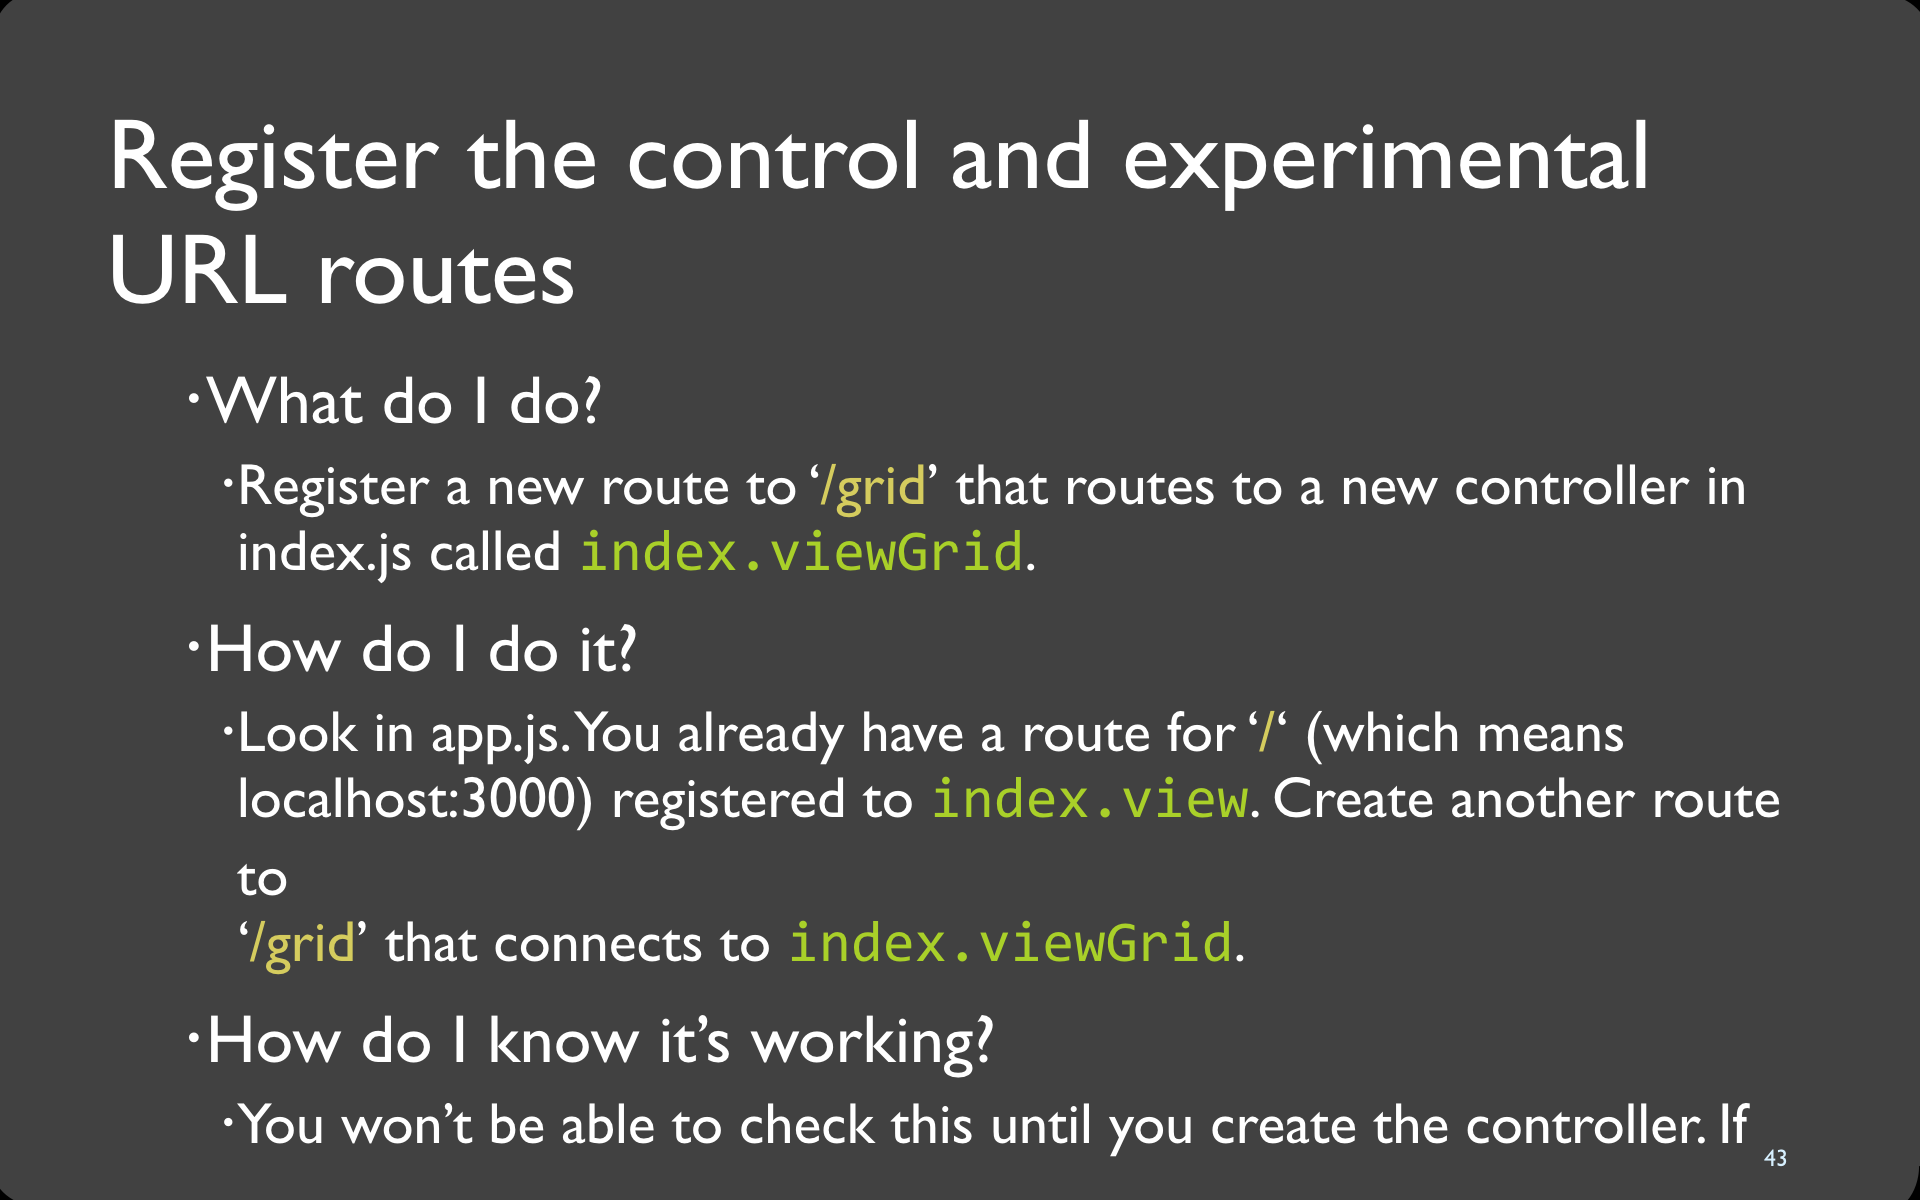 Register the control and experimental
URL routes
•What do I do?
•Register a new route to ‘/grid’ that routes to a new controller in
index.js called index.viewGrid.
•How do I do it?
•Look in app.js. You already have a route for ‘/‘ (which means
localhost:3000) registered to index.view. Create another route
to
‘/grid’ that connects to index.viewGrid.
•How do I know it’s working?
•You won’t be able to check this until you create the controller. If
43